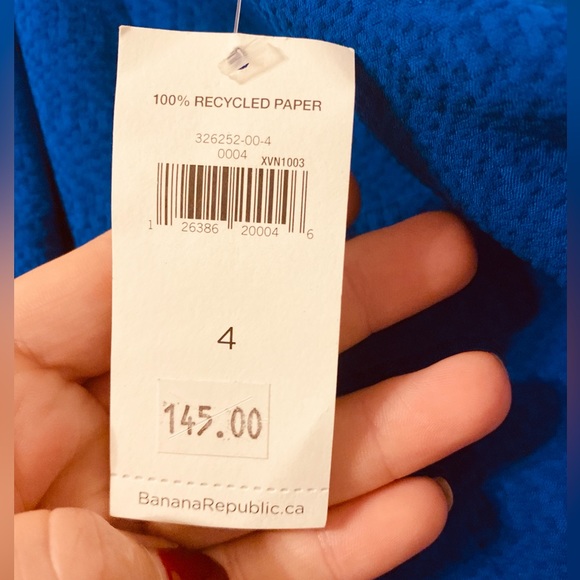 100% RECYCLED PAPER
326252-00-4
0004 XVN1003
1 26386 20004 6
4
145.00
BananaRepublic.ca